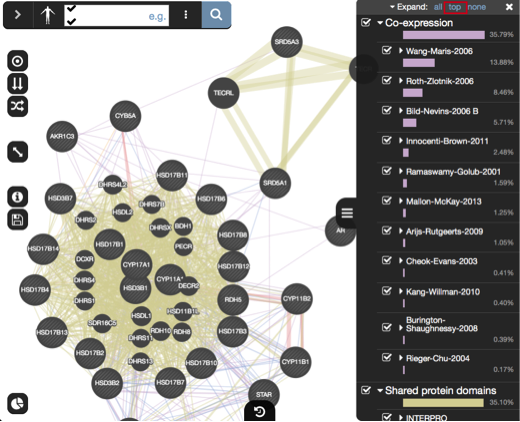 e.g.
Expand: all top none
Co-expression
35.79%
Wang-Maris-2006
13.88%
Roth-Zlotnik-2006
8.46%
Bild-Nevins-2006 B
5.71%
Innocenti-Brown-2011
2.48%
Ramaswamy-Golub-2001
1.59%
Mallon-McKay-2013
1.25%
Arijs-Rutgeerts-2009
1.05%
Cheok-Evans-2003
0.41%
Kang-Willman-2010
0.40%
Burington-
Shaughnessy-2008
0.39%
Rieger-Chu-2004
0.17%
Shared protein domains
35.10%
INTERPRO
SRD5A3
TECRL
CYB5A
AKR1C3
SRD5A1
HSD17B11
DHRS4L2
HSD3B7
DHRS7B
HSD17B6
HSDL2
DHRS2
BDH1
AR
HSD17B1
HSD17B8
HSD17B14
PECR
DCXR
CYP17A1
HSD17B12
DHRS4
HSD17B4
HSD3B1
DECR2
DHRS1
RDH5
CYP11B2
HSDL1
SDR16C5
HSD17B13
RDH10
RDH8
HSD17B3
DHRS11
HSD17B2
DHRS13
HSD17B10
CYP11B1
HSD3B2
HSD17B7
STAR